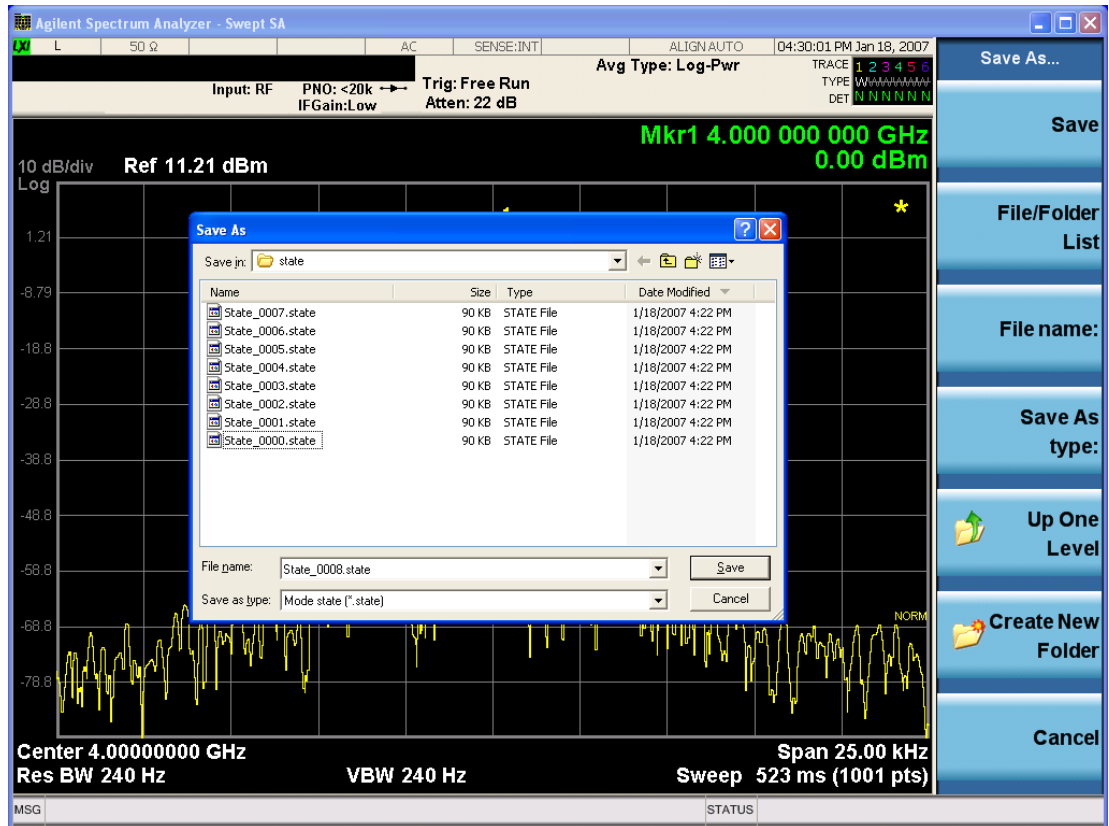 Agilent Spectrum Analyzer - Swept SA
LXI L 50 Ω AC SENSE:INT ALIGN AUTO 04:30:01 PM Jan 18, 2007
Input: RF PNO: <20k IFGain:Low
Trig: Free Run
Atten: 22 dB
Avg Type: Log-Pwr
TRACE 1 2 3 4 5 6
TYPE WWWWWW
DET N N N N N N
Mkr1 4.000 000 000 GHz
0.00 dBm
10 dB/div Ref 11.21 dBm
Log
1
*
1.21
-8.79
-18.8
-28.8
-38.8
-48.8
-58.8
-68.8
-78.8
NORM
Save As
Save in: state
Name Size Type Date Modified
State_0007.state 90 KB STATE File 1/18/2007 4:22 PM
State_0006.state 90 KB STATE File 1/18/2007 4:22 PM
State_0005.state 90 KB STATE File 1/18/2007 4:22 PM
State_0004.state 90 KB STATE File 1/18/2007 4:22 PM
State_0003.state 90 KB STATE File 1/18/2007 4:22 PM
State_0002.state 90 KB STATE File 1/18/2007 4:22 PM
State_0001.state 90 KB STATE File 1/18/2007 4:22 PM
State_0000.state 90 KB STATE File 1/18/2007 4:22 PM
File name: State_0008.state Save
Save as type: Mode state (*.state) Cancel
Center 4.00000000 GHz Span 25.00 kHz
Res BW 240 Hz VBW 240 Hz Sweep 523 ms (1001 pts)
MSG STATUS
Save As...
Save
File/Folder
List
File name:
Save As
type:
Up One
Level
Create New
Folder
Cancel